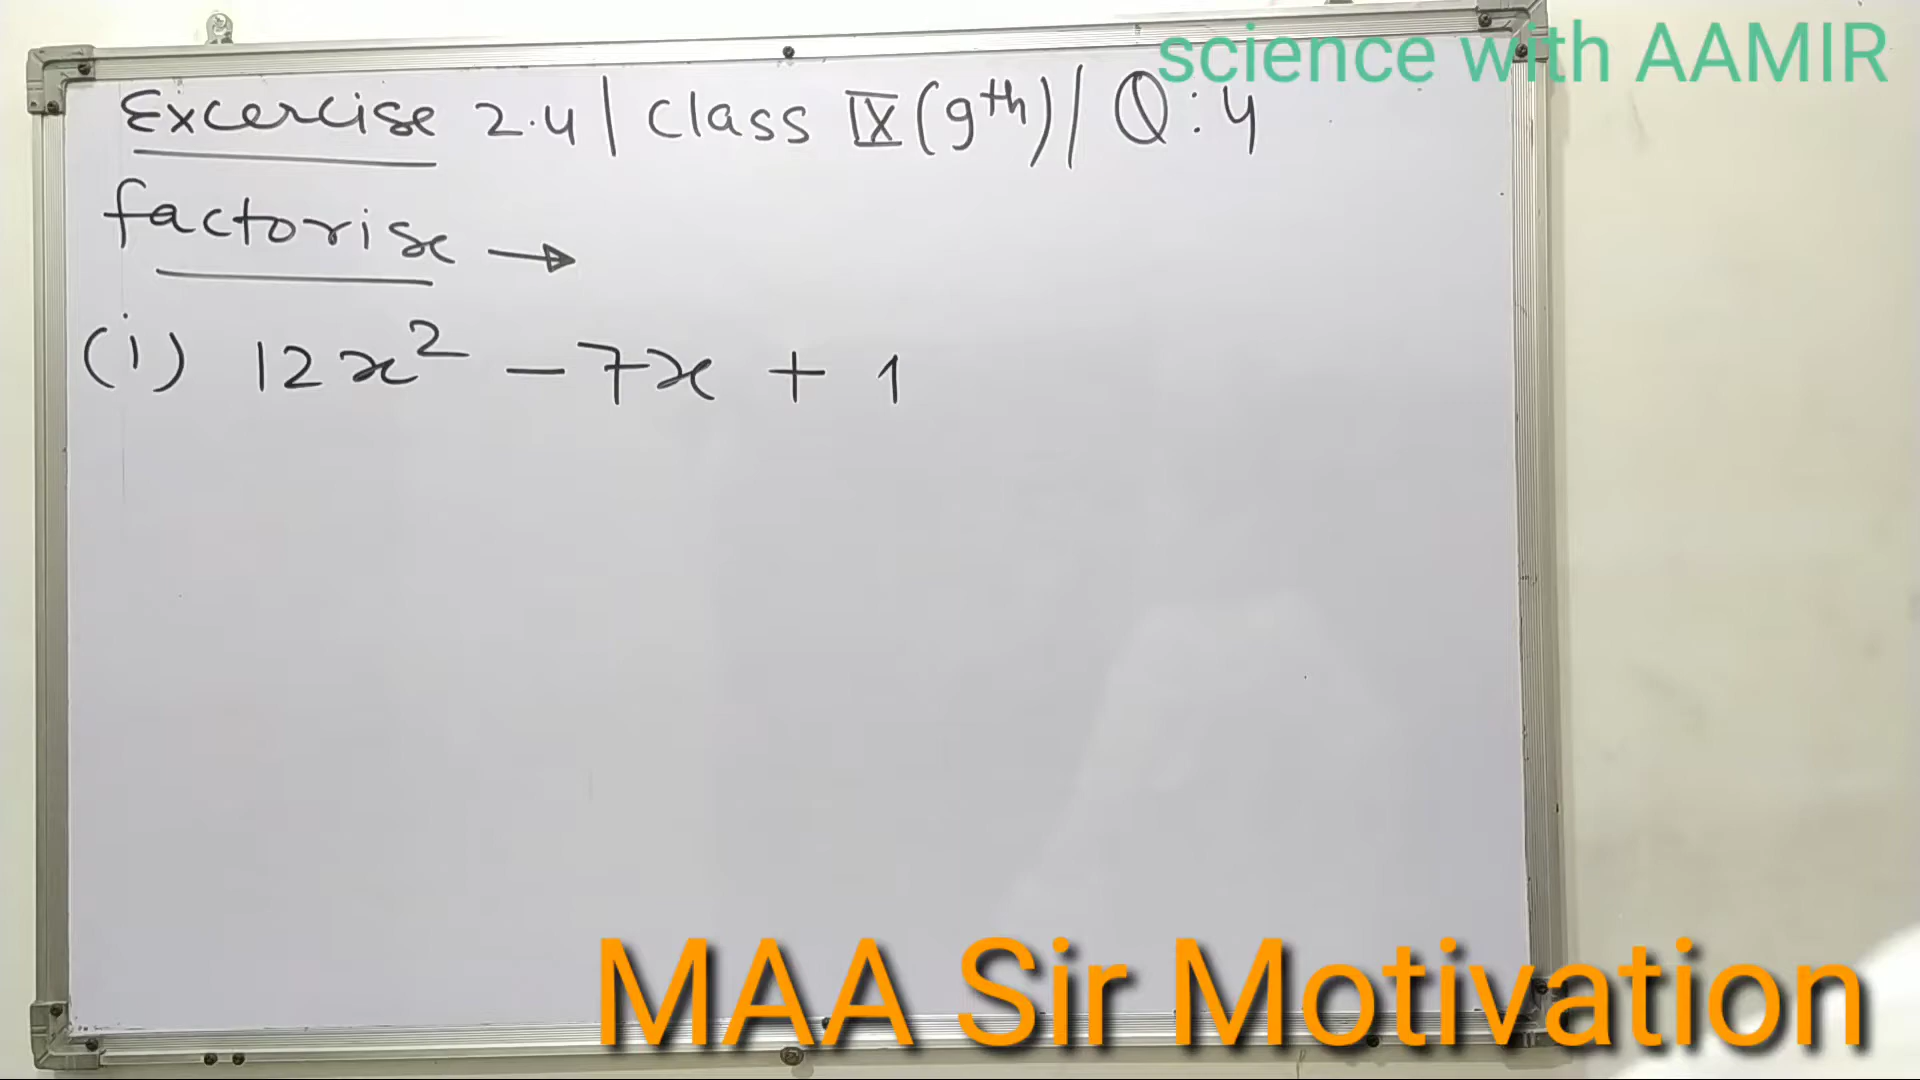 science with AAMIR
Excercise 2.4 | Class IX (9th) / Q:4
factorise →
(i) 12x² - 7x + 1
MAA Sir Motivation